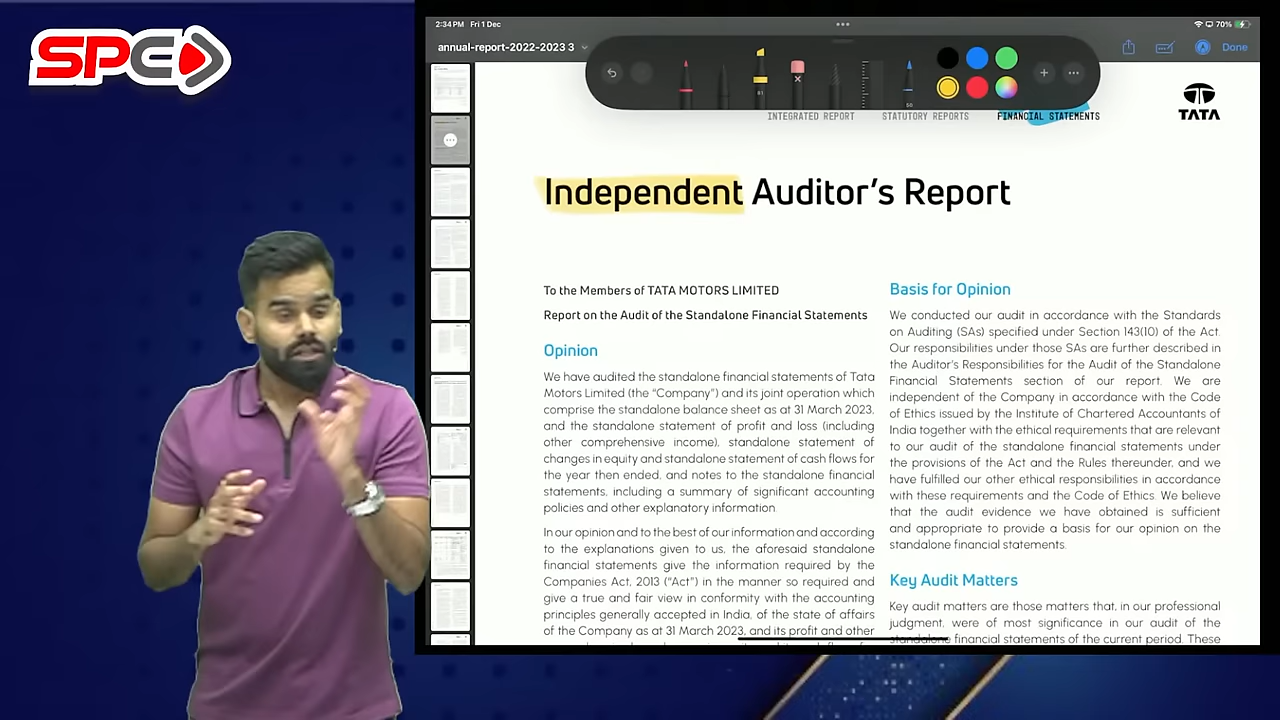 SPC
2:34 PM Fri 1 Dec
70%
annual-report-2022-2023 3
Done
INTEGRATED REPORT
STATUTORY REPORTS
FINANCIAL STATEMENTS
TATA
Independent Auditor's Report
To the Members of TATA MOTORS LIMITED
Report on the Audit of the Standalone Financial Statements
Opinion
We have audited the standalone financial statements of Tata
Motors Limited (the “Company”) and its joint operation which
comprise the standalone balance sheet as at 31 March 2023,
and the standalone statement of profit and loss (including
other comprehensive income), standalone statement of
changes in equity and standalone statement of cash flows for
the year then ended, and notes to the standalone financial
statements, including a summary of significant accounting
policies and other explanatory information.
In our opinion and to the best of our information and according
to the explanations given to us, the aforesaid standalone
financial statements give the information required by the
Companies Act, 2013 (“Act”) in the manner so required and
give a true and fair view in conformity with the accounting
principles generally accepted in India, of the state of affairs
of the Company as at 31 March 2023, and its profit and other
Basis for Opinion
We conducted our audit in accordance with the Standards
on Auditing (SAs) specified under Section 143(10) of the Act.
Our responsibilities under those SAs are further described in
the Auditor's Responsibilities for the Audit of the Standalone
Financial Statements section of our report. We are
independent of the Company in accordance with the Code
of Ethics issued by the Institute of Chartered Accountants of
India together with the ethical requirements that are relevant
to our audit of the standalone financial statements under
the provisions of the Act and the Rules thereunder, and we
have fulfilled our other ethical responsibilities in accordance
with these requirements and the Code of Ethics. We believe
that the audit evidence we have obtained is sufficient
and appropriate to provide a basis for our opinion on the
standalone financial statements.
Key Audit Matters
Key audit matters are those matters that, in our professional
judgment, were of most significance in our audit of the
standalone financial statements of the current period. These